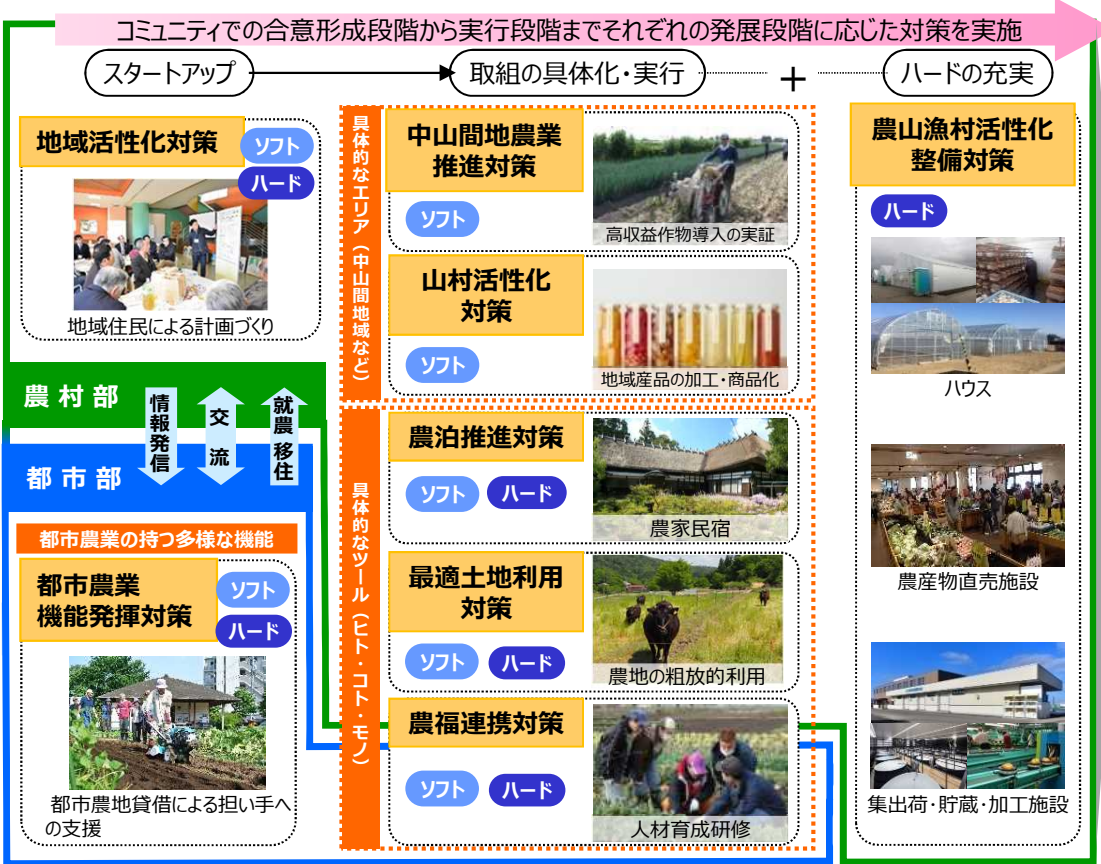 コミュニティでの合意形成段階から実行段階までそれぞれの発展段階に応じた対策を実施
スタートアップ
取組の具体化・実行
＋
ハードの充実
地域活性化対策
ソフト
ハード
地域住民による計画づくり
農村部
都市部
情報発信
交流
就農・移住
都市農業の持つ多様な機能
都市農業
機能発揮対策
ソフト
ハード
都市農地貸借による担い手へ
の支援
具体的なエリア（中山間地域など）
中山間地農業
推進対策
ソフト
高収益作物導入の実証
山村活性化
対策
ソフト
地域産品の加工・商品化
具体的なツール（ヒト・コト・モノ）
農泊推進対策
ソフト
ハード
農家民宿
最適土地利用
対策
ソフト
ハード
農地の粗放的利用
農福連携対策
ソフト
ハード
人材育成研修
農山漁村活性化
整備対策
ハード
ハウス
農産物直売施設
集出荷・貯蔵・加工施設